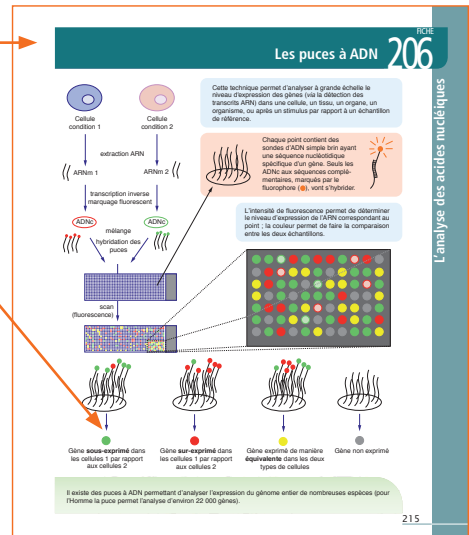 FICHE
Les puces à ADN
206
L'analyse des acides nucléiques
Cellule
condition 1
Cellule
condition 2
Cette technique permet d'analyser à grande échelle le
niveau d'expression des gènes (via la détection des
transcrits ARN) dans une cellule, un tissu, un organe, un
organisme, ou après un stimulus par rapport à un échantillon
de référence.
extraction ARN
ARNm 1
ARNm 2
Chaque point contient des
sondes d'ADN simple brin ayant
une séquence nucléotidique
spécifique d'un gène. Seuls les
ADNc aux séquences complé-
mentaires, marqués par le
fluorophore (), vont s'hybrider.
transcription inverse
marquage fluorescent
ADNc
ADNc
mélange
hybridation des
puces
L'intensité de fluorescence permet de déterminer
le niveau d'expression de l'ARN correspondant au
point ; la couleur permet de faire la comparaison
entre les deux échantillons.
scan
(fluorescence)
Gène sous-exprimé dans
les cellules 1 par rapport
aux cellules 2
Gène sur-exprimé dans
les cellules 1 par rapport
aux cellules 2
Gène exprimé de manière
équivalente dans les deux
types de cellules
Gène non exprimé
Il existe des puces à ADN permettant d'analyser l'expression du génome entier de nombreuses espèces (pour
l'Homme la puce permet l'analyse d'environ 22 000 gènes).
215